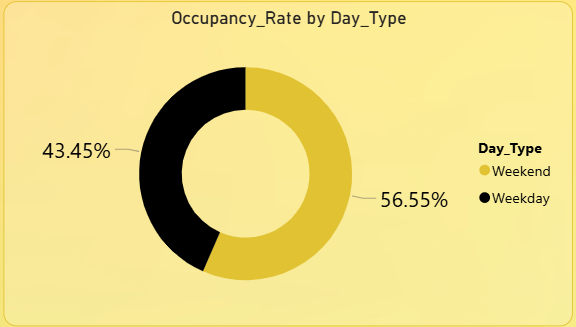 Occupancy_Rate by Day_Type
43.45%
56.55%
Day_Type
Weekend
Weekday